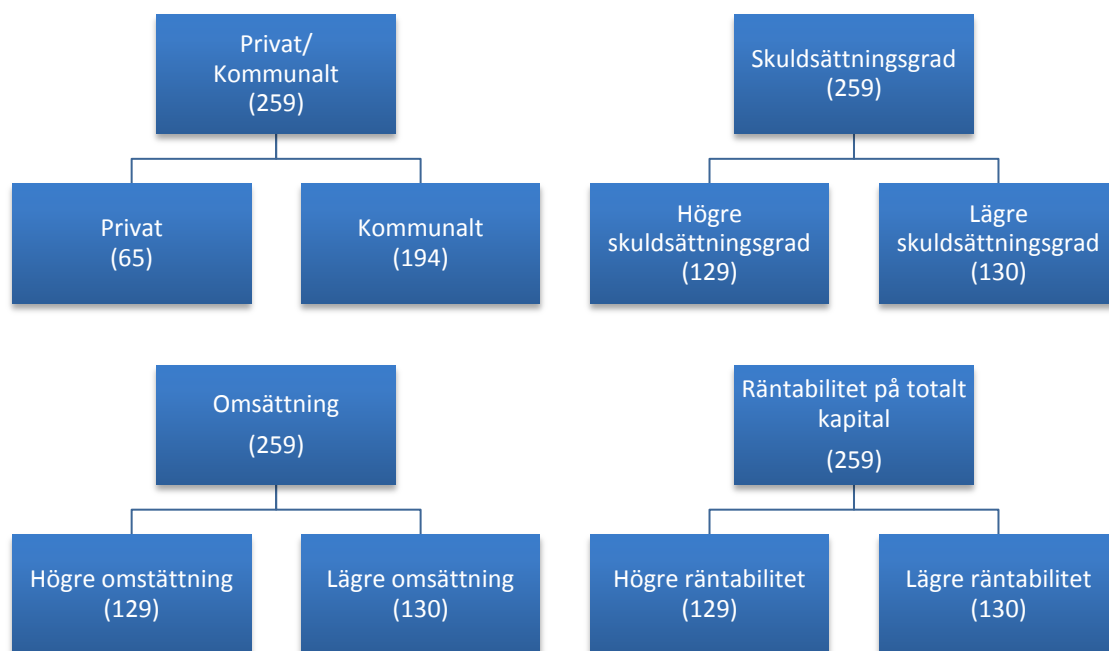 Privat/
Kommunalt
(259)
Privat
(65)
Kommunalt
(194)
Skuldsättningsgrad
(259)
Högre
skuldsättningsgrad
(129)
Lägre
skuldsättningsgrad
(130)
Omsättning
(259)
Högre omstättning
(129)
Lägre omsättning
(130)
Räntabilitet på totalt
kapital
(259)
Högre räntabilitet
(129)
Lägre räntabilitet
(130)